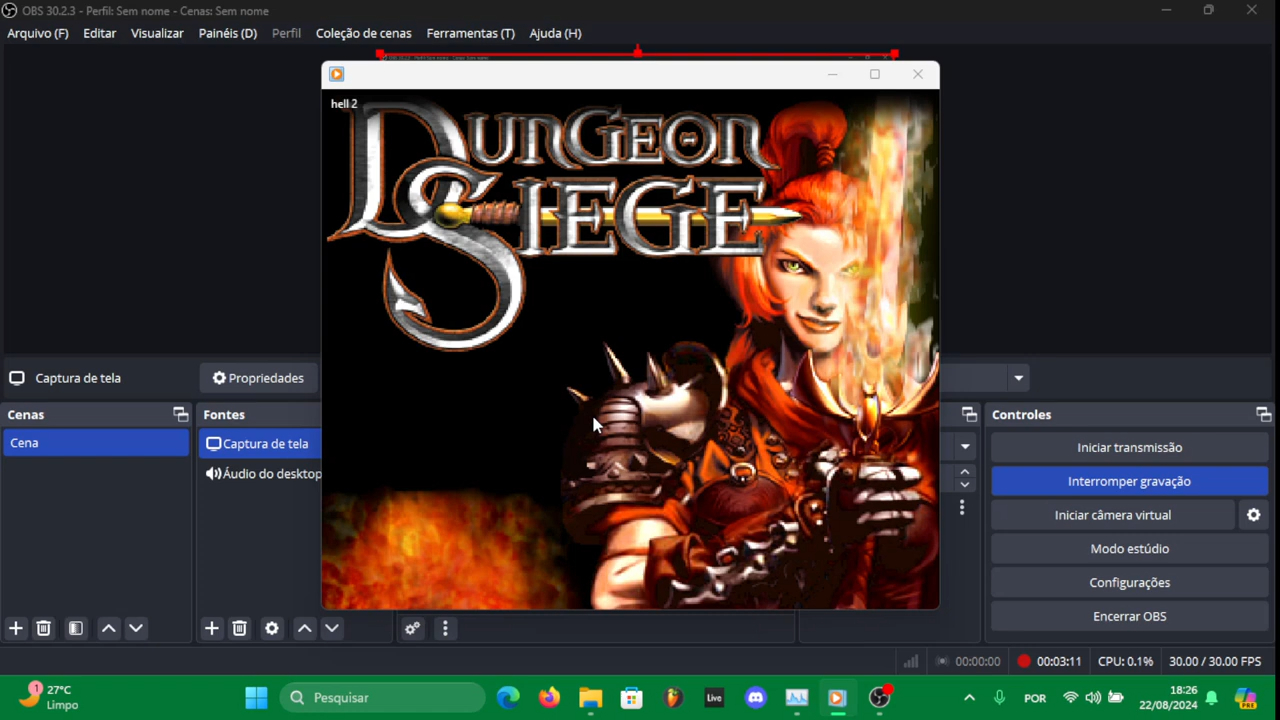 OBS 30.2.3 - Perfil: Sem nome - Cenas: Sem nome
Arquivo (F) Editar Visualizar Painéis (D) Perfil Coleção de cenas Ferramentas (T) Ajuda (H)
hell 2
DUNGEON
SIEGE
Captura de tela Propriedades
Cenas Fontes Controles
Cena Captura de tela Iniciar transmissão
Áudio do desktop Interromper gravação
Iniciar câmera virtual
Modo estúdio
Configurações
Encerrar OBS
00:00:00 00:03:11 CPU: 0.1% 30.00 / 30.00 FPS
1 27°C
Limpo
Pesquisar
Live
POR
18:26
22/08/2024
PRE